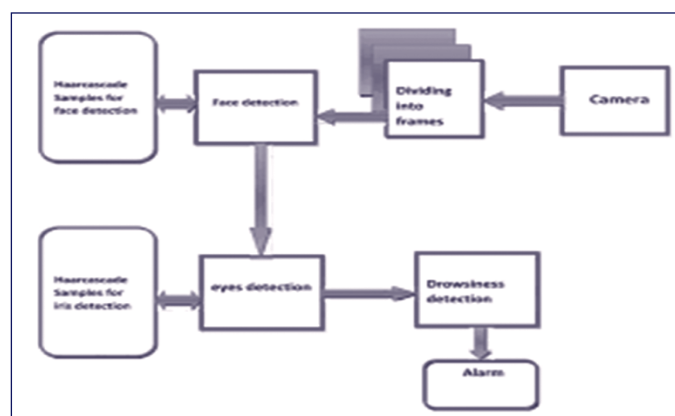 Haarcascade
Samples for
face detection
Face detection
Dividing
into
frames
Camera
Haarcascade
Samples for
iris detection
eyes detection
Drowsiness
detection
Alarm